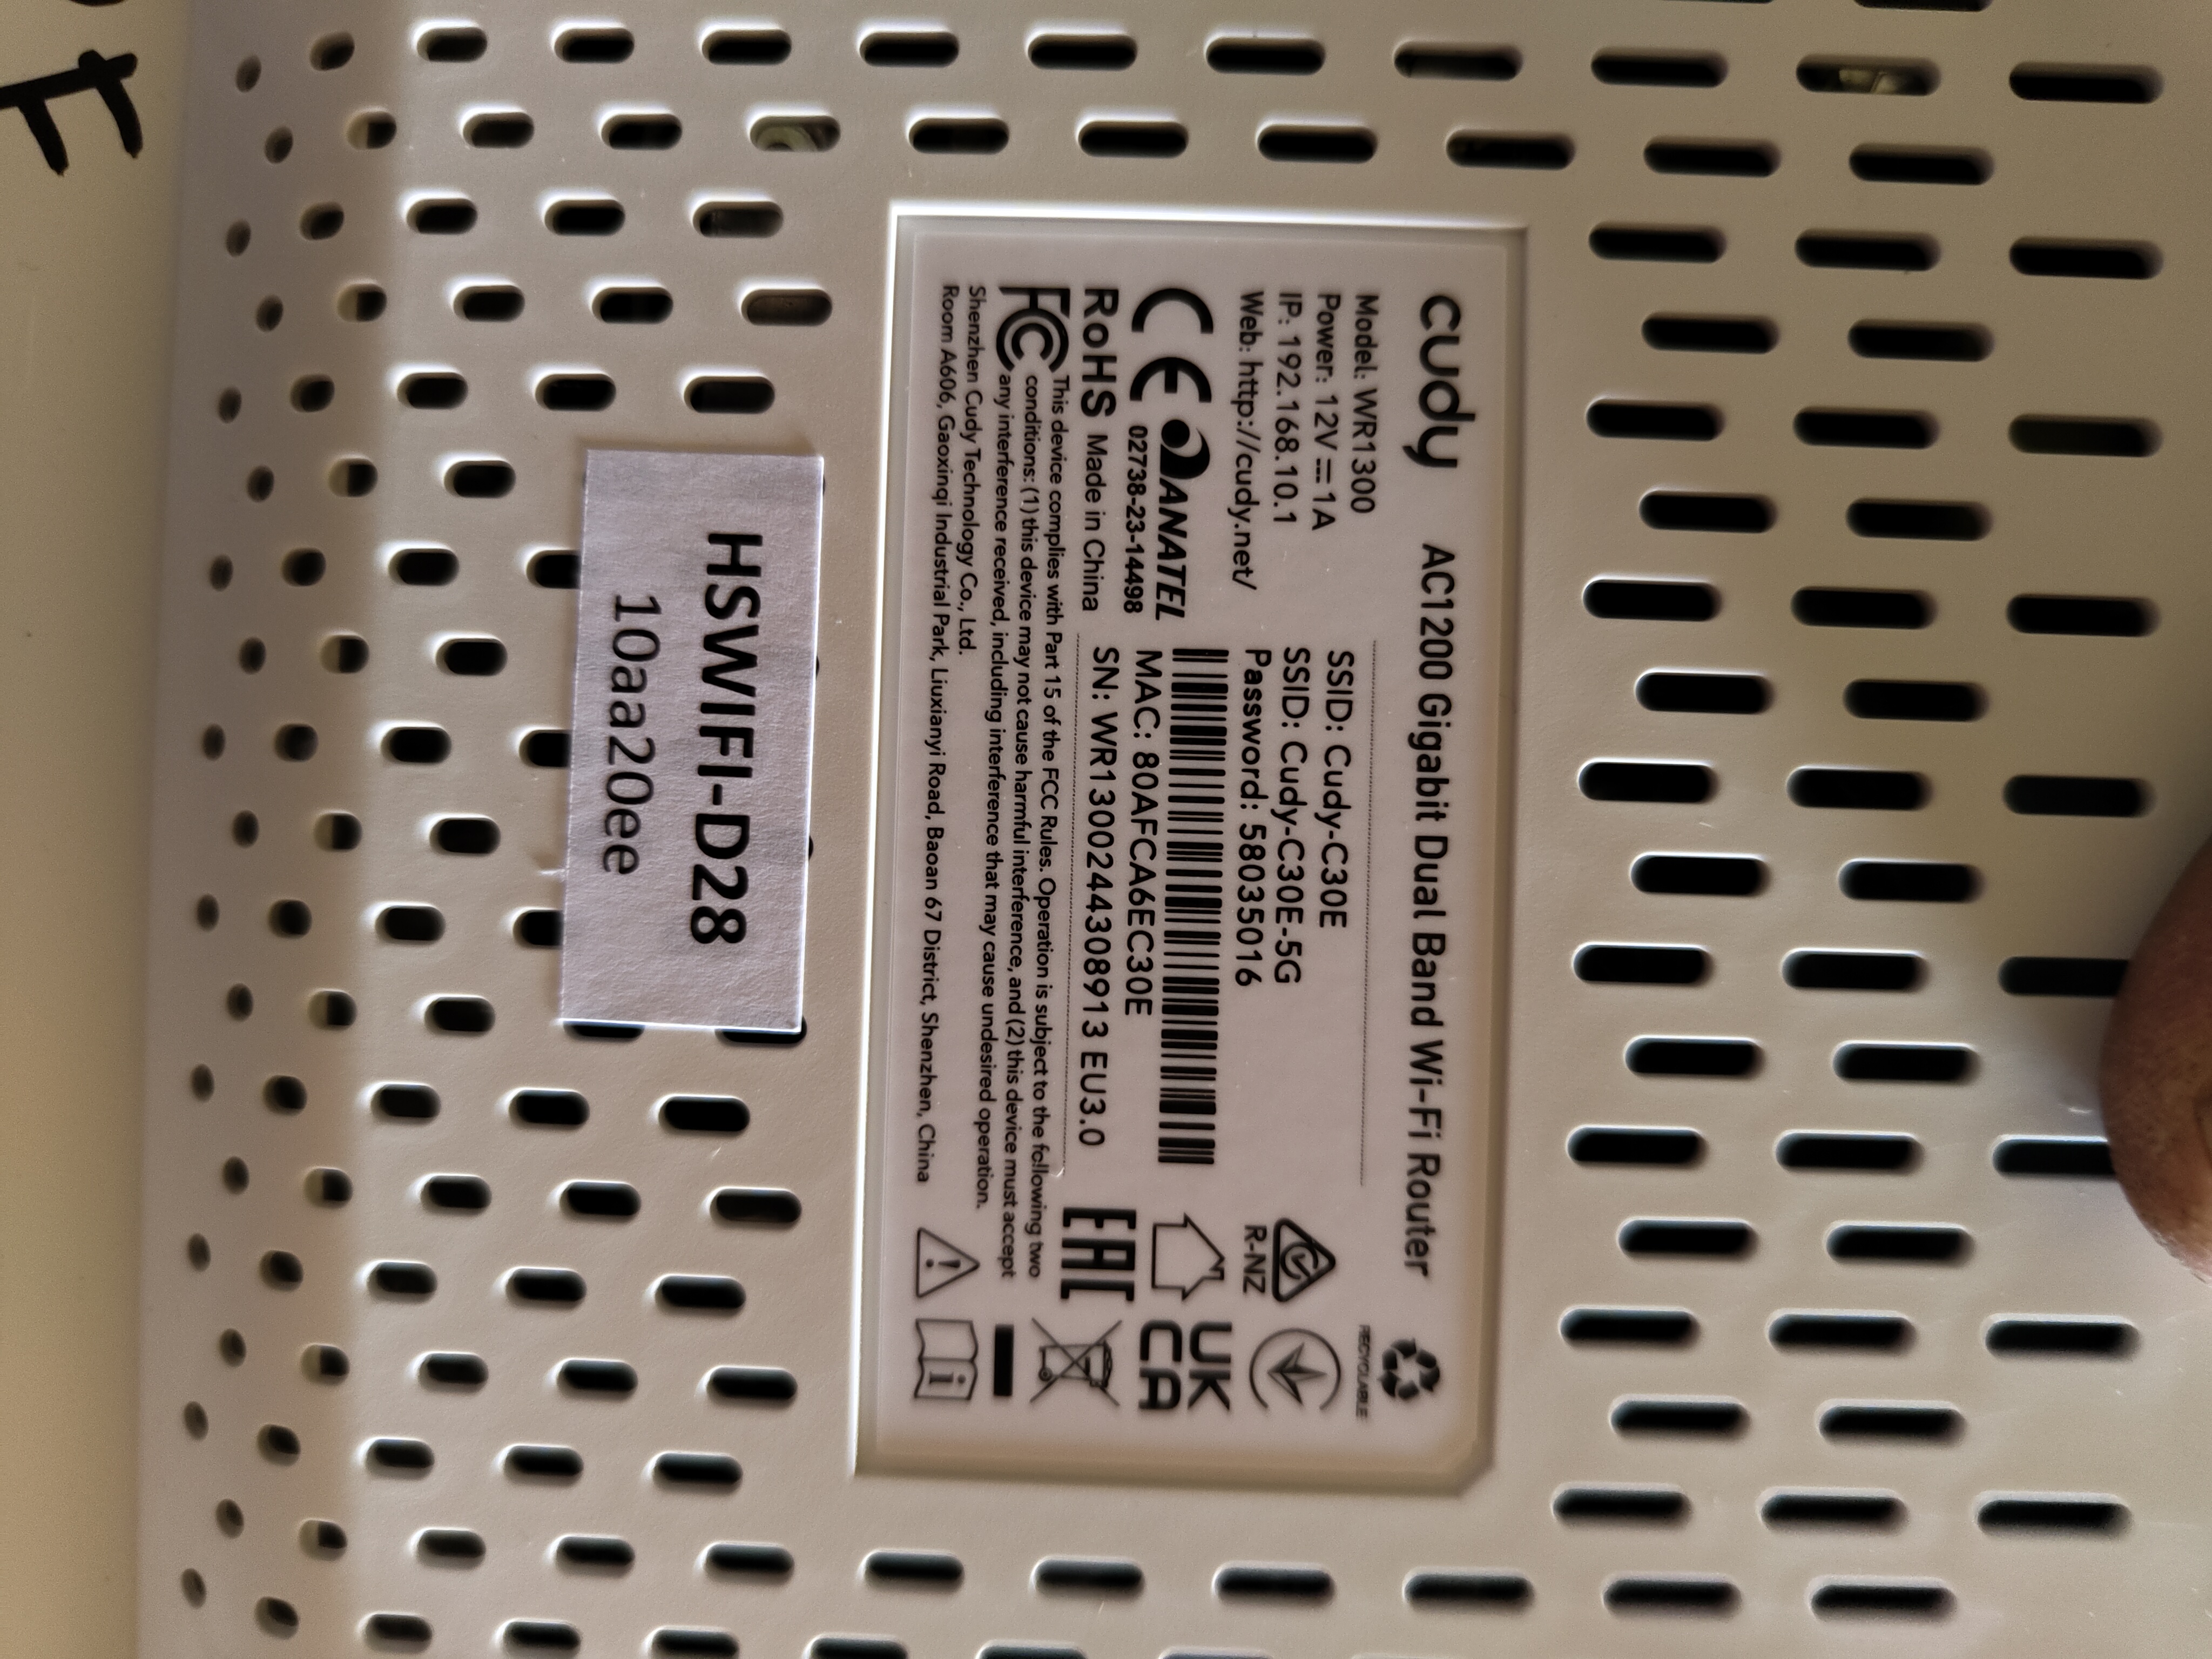 cudy AC1200 Gigabit Dual Band Wi-Fi Router
Model: WR1300
Power: 12V⎓1A
IP: 192.168.10.1
Web: http://cudy.net/
SSID: Cudy-C30E
SSID: Cudy-C30E-5G
Password: 58035016
CE ANATEL
02738-23-14498
RoHS Made in China
MAC: 80AFCA6EC30E
SN: WR1300244308913 EU3.0
FC This device complies with Part 15 of the FCC Rules. Operation is subject to the following two
conditions: (1) this device may not cause harmful interference, and (2) this device must accept
any interference received, including interference that may cause undesired operation.
Shenzhen Cudy Technology Co., Ltd.
Room A606, Gaoxinqi Industrial Park, Liuxianyi Road, Baoan 67 District, Shenzhen, China
RECYCLABLE
R-NZ
UK
CA
EAC
HSWIFI-D28
10aa20ee